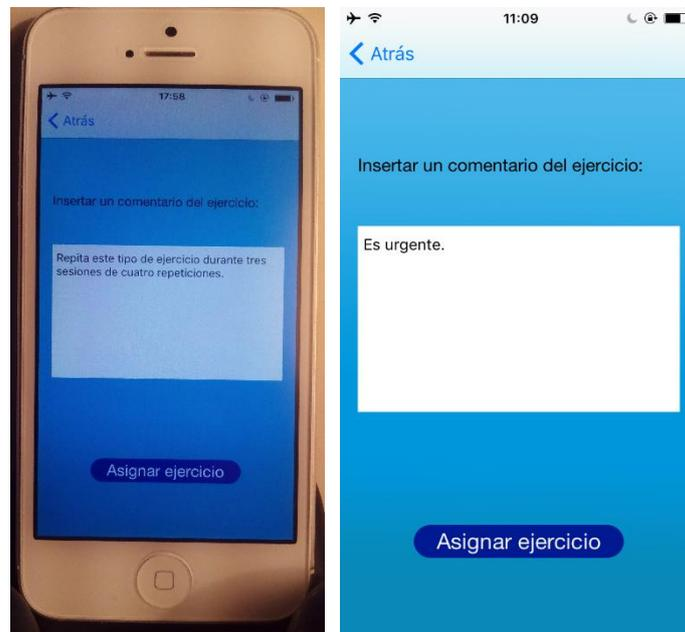 17:58
Atrás
Insertar un comentario del ejercicio:
Repita este tipo de ejercicio durante tres
sesiones de cuatro repeticiones.
Asignar ejercicio
11:09
Atrás
Insertar un comentario del ejercicio:
Es urgente.
Asignar ejercicio